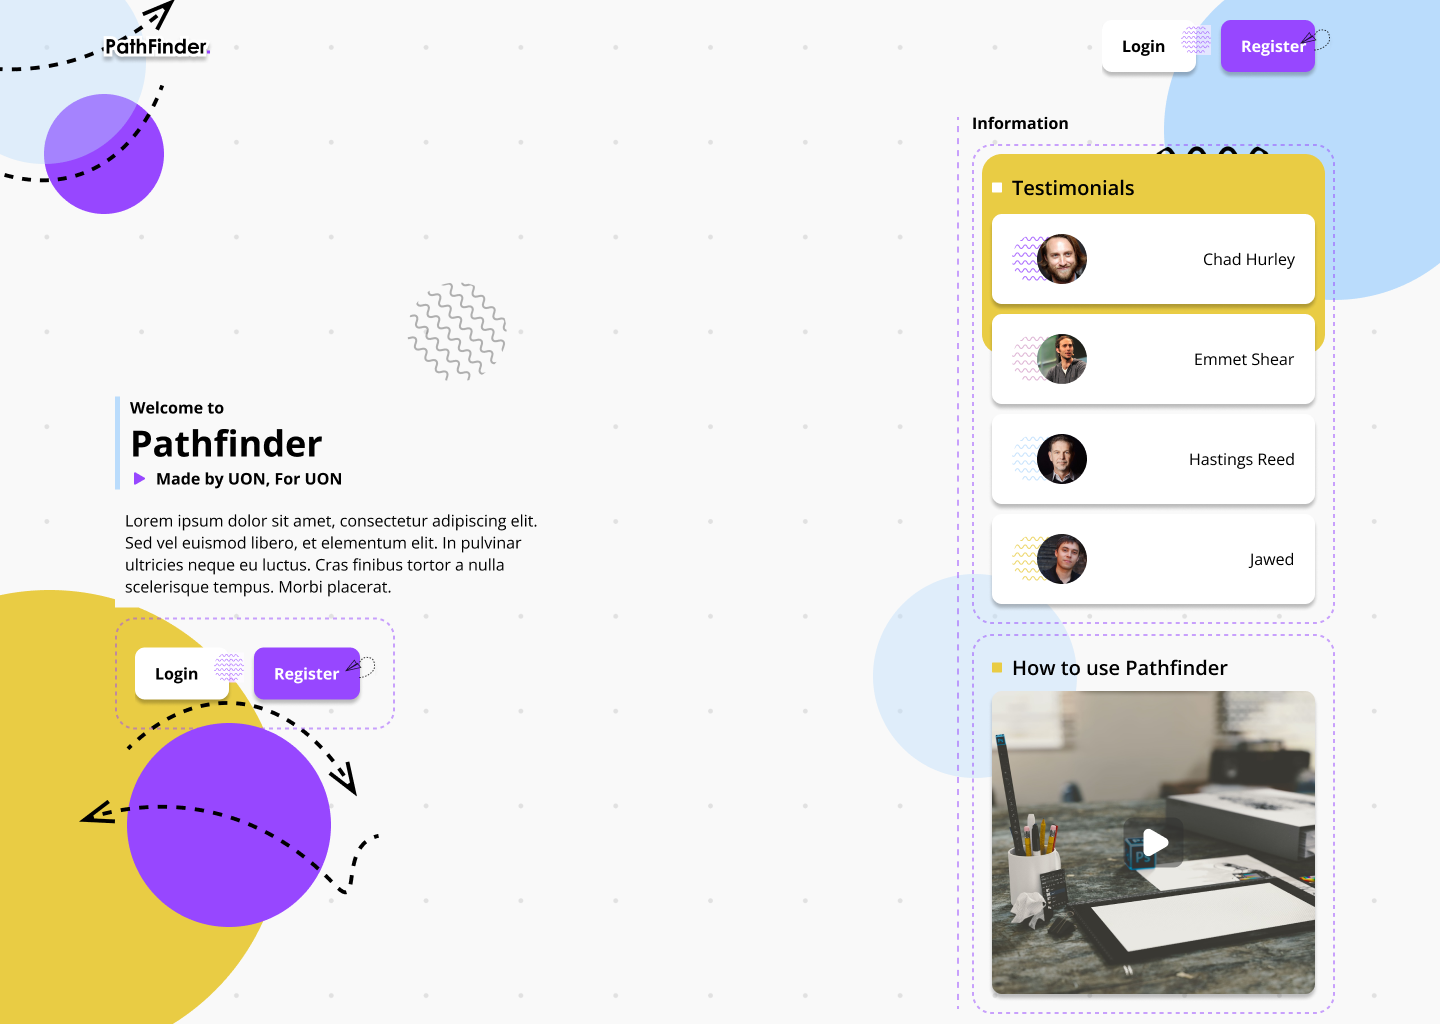 PathFinder.
Login
Register
Information
Testimonials
Chad Hurley
Emmet Shear
Hastings Reed
Jawed
Welcome to
Pathfinder
Made by UON, For UON
Lorem ipsum dolor sit amet, consectetur adipiscing elit.
Sed vel euismod libero, et elementum elit. In pulvinar
ultricies neque eu luctus. Cras finibus tortor a nulla
scelerisque tempus. Morbi placerat.
Login
Register
How to use Pathfinder
Ps